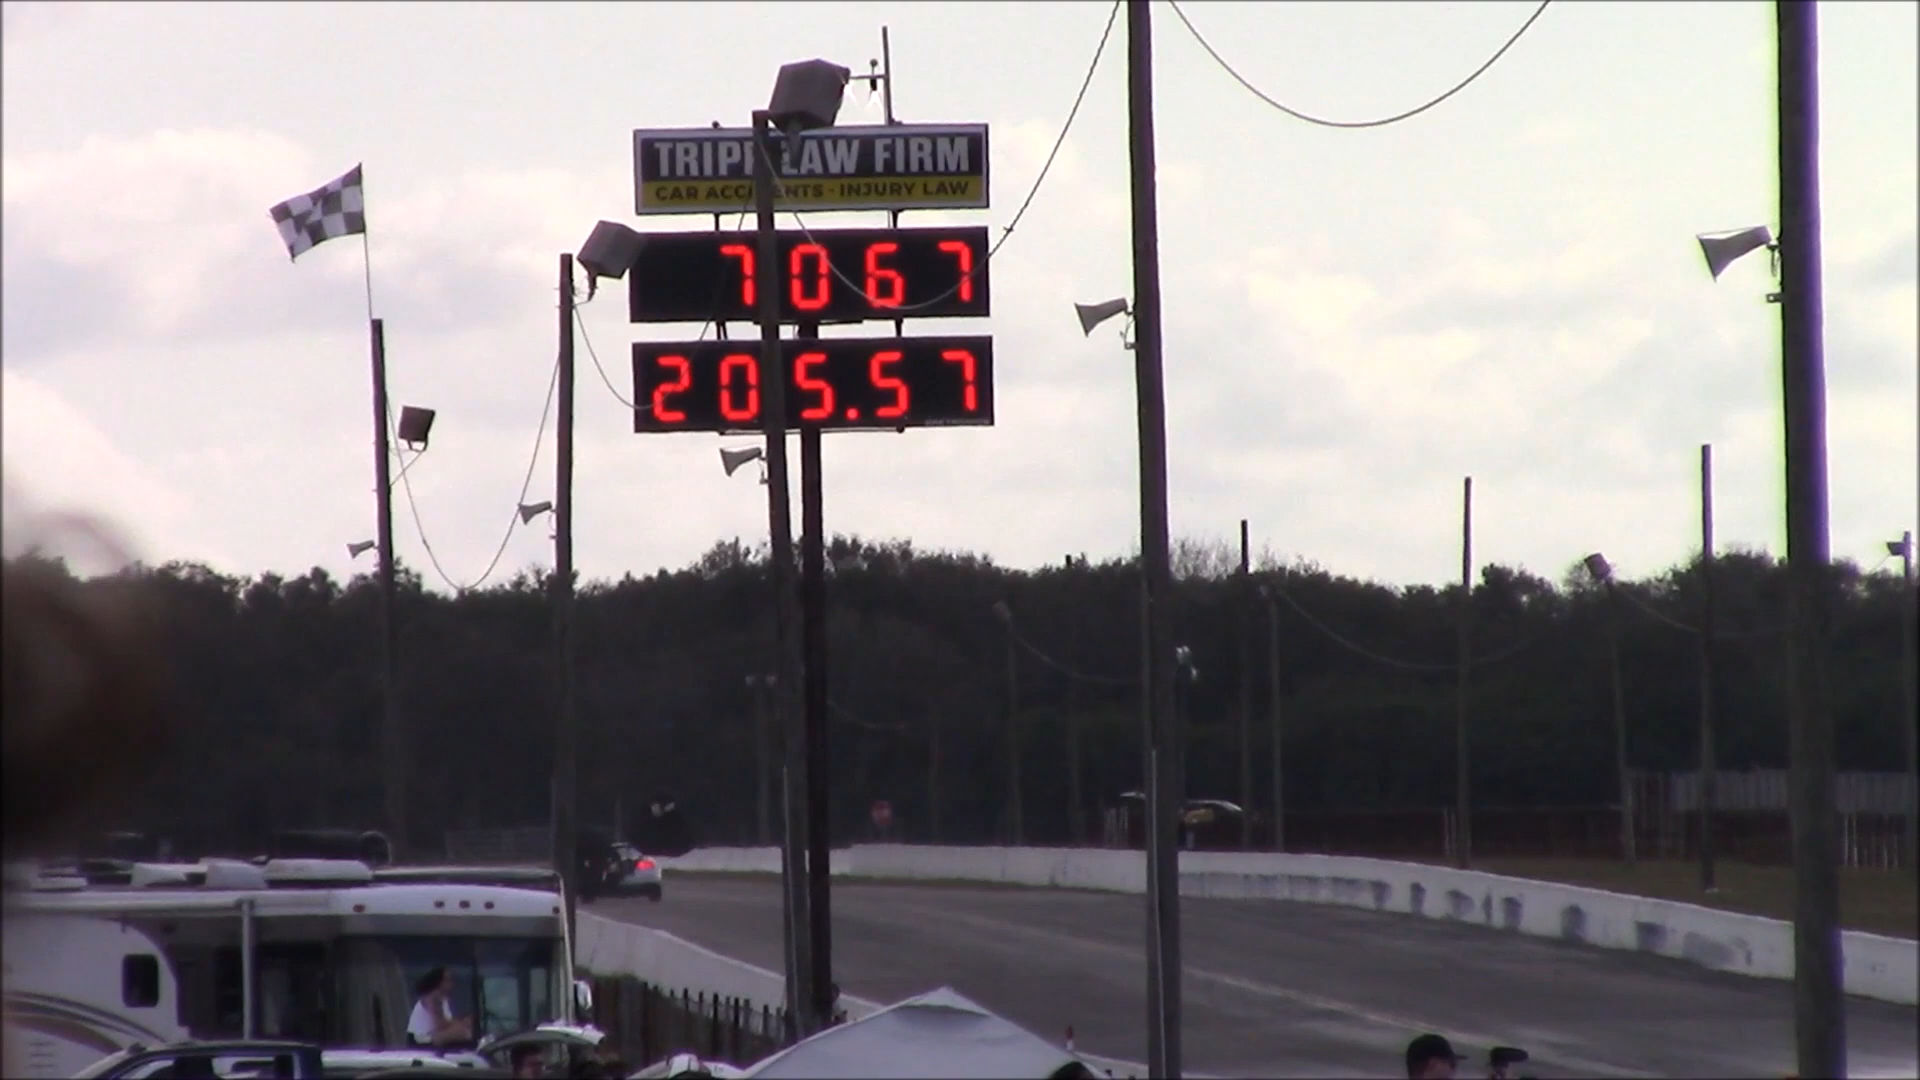 TRIPP LAW FIRM
CAR ACCIDENTS - INJURY LAW
7067
205.57